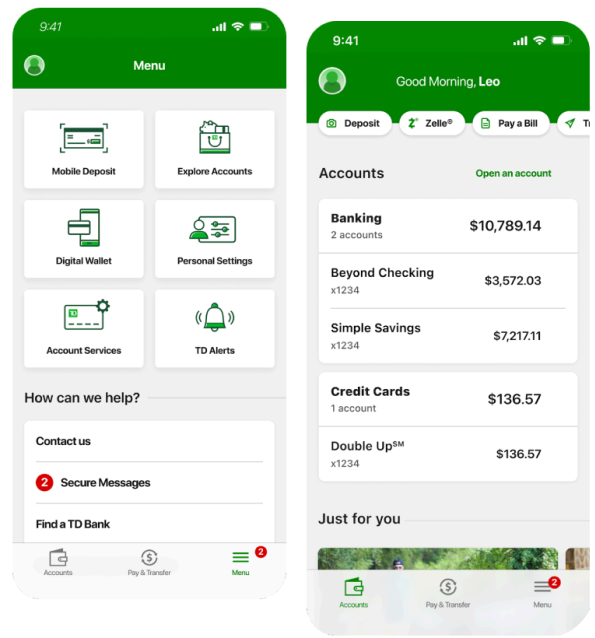 9:41
Menu
Mobile Deposit
Explore Accounts
Digital Wallet
Personal Settings
TD
Account Services
TD Alerts
How can we help?
Contact us
2 Secure Messages
Find a TD Bank
Accounts
Pay & Transfer
2
Menu
9:41
Good Morning, Leo
Deposit
Zelle®
Pay a Bill
Accounts
Open an account
Banking
$10,789.14
2 accounts
Beyond Checking
$3,572.03
x1234
Simple Savings
$7,217.11
x1234
Credit Cards
$136.57
1 account
Double Up℠
$136.57
x1234
Just for you
Accounts
Pay & Transfer
2
Menu